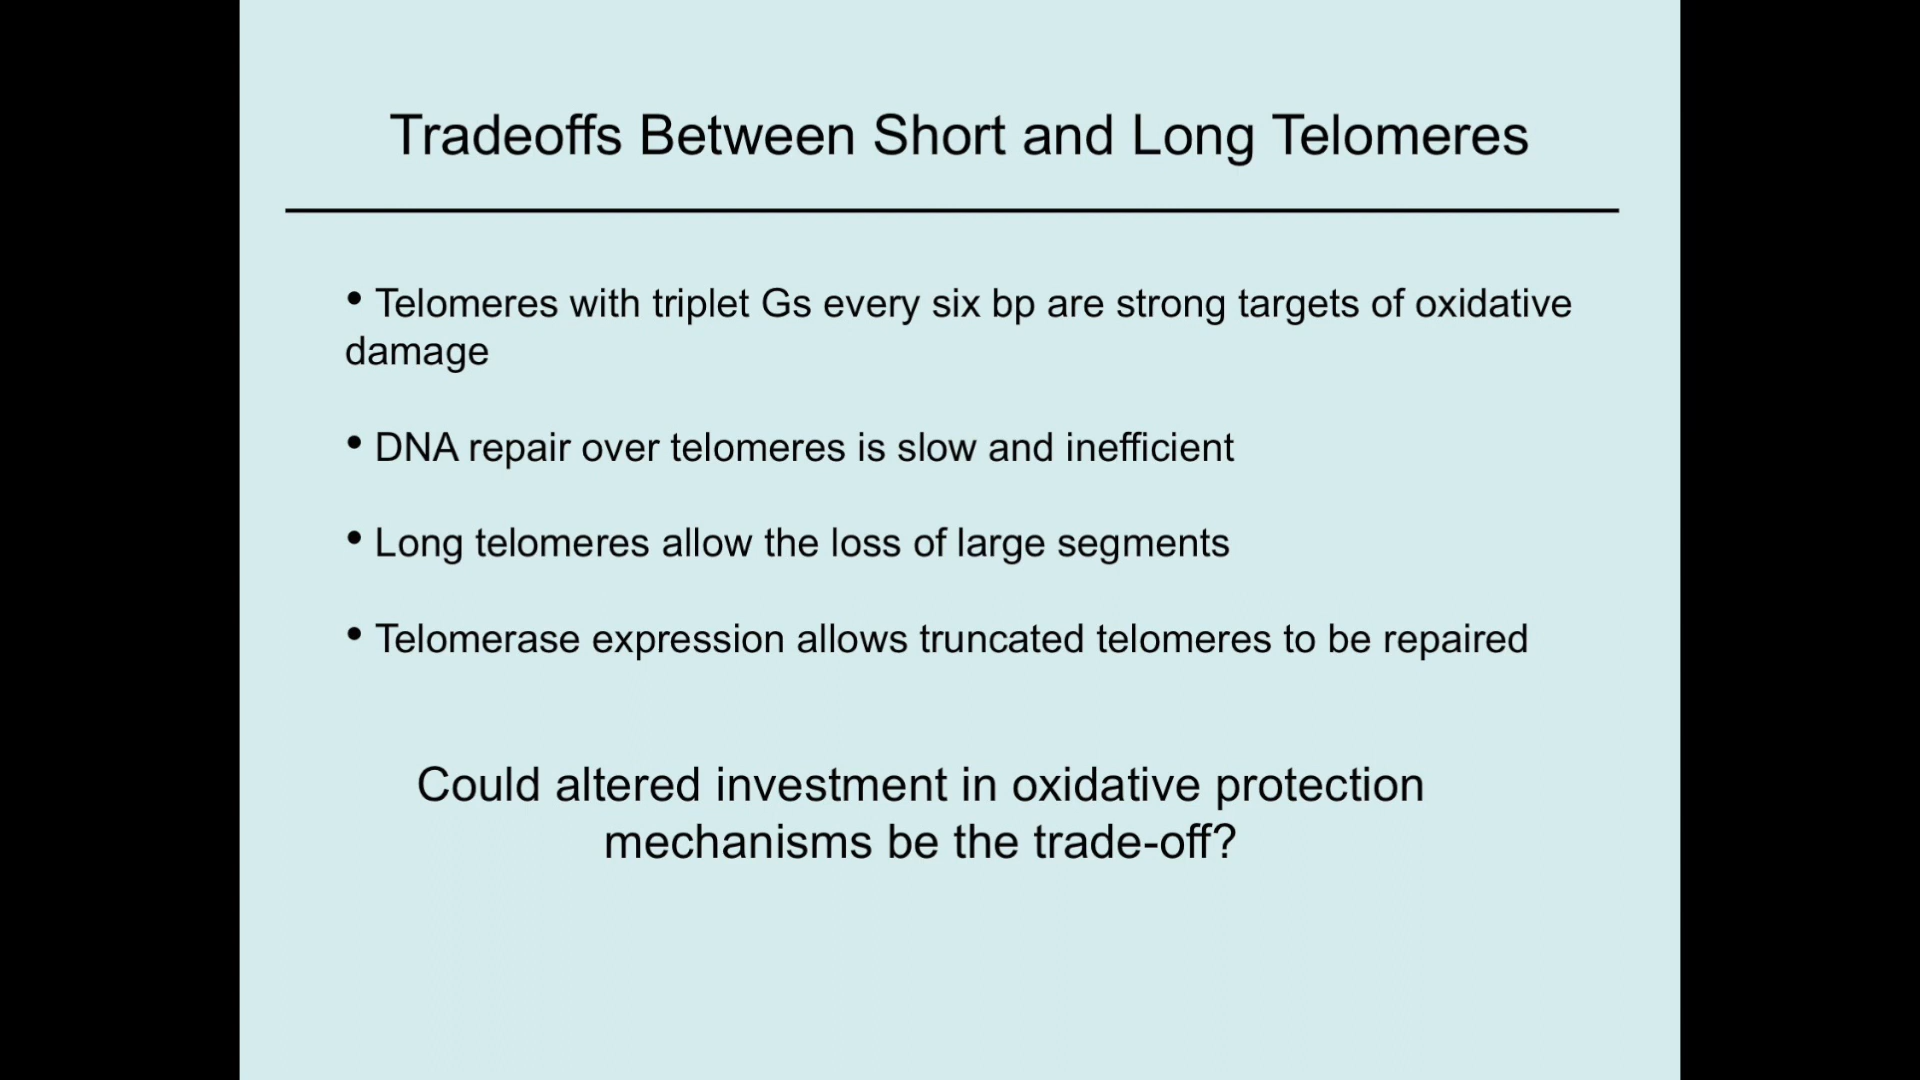 Tradeoffs Between Short and Long Telomeres
• Telomeres with triplet Gs every six bp are strong targets of oxidative
damage
• DNA repair over telomeres is slow and inefficient
• Long telomeres allow the loss of large segments
• Telomerase expression allows truncated telomeres to be repaired
Could altered investment in oxidative protection
mechanisms be the trade-off?